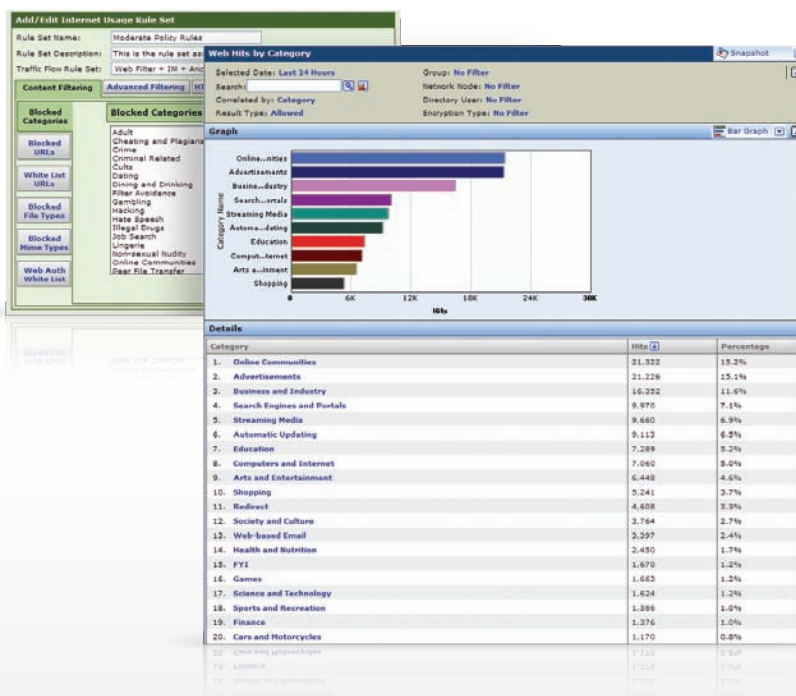 Add/Edit Internet Usage Rule Set
Rule Set Name: Moderate Policy Rules
Rule Set Description: This is the rule set as
Traffic Flow Rule Set: Web Filter + IM + Ano
Content Filtering
Advanced Filtering
Blocked Categories
Blocked URLs
White List URLs
Blocked File Types
Blocked Mime Types
Web Auth White List
Blocked Categories
Adult
Cheating and Plagiaris
Crime
Criminal Related
Cults
Dating
Dining and Drinking
Filter Avoidance
Gambling
Hacking
Hate Speech
Illegal Drugs
Job Search
Lingerie
Non-sexual Nudity
Online Communities
Peer File Transfer
Web Hits by Category
Snapshot
Selected Date: Last 24 Hours
Search:
Correlated by: Category
Result Type: Allowed
Group: No Filter
Network Node: No Filter
Directory User: No Filter
Encryption Type: No Filter
Graph
Bar Graph
Category Name
Online...nities
Advertisements
Busine...dustry
Search...ortals
Streaming Media
Automa...dating
Education
Comput...ternet
Arts a...inment
Shopping
0 6K 12K 18K 24K 30K
Hits
Details
Category Hits Percentage
1. Online Communities 21,322 15.2%
2. Advertisements 21,226 15.1%
3. Business and Industry 16,352 11.6%
4. Search Engines and Portals 9,970 7.1%
5. Streaming Media 9,660 6.9%
6. Automatic Updating 9,113 6.5%
7. Education 7,289 5.2%
8. Computers and Internet 7,060 5.0%
9. Arts and Entertainment 6,448 4.6%
10. Shopping 5,241 3.7%
11. Redirect 4,608 3.3%
12. Society and Culture 3,764 2.7%
13. Web-based Email 3,397 2.4%
14. Health and Nutrition 2,450 1.7%
15. FYI 1,670 1.2%
16. Games 1,663 1.2%
17. Science and Technology 1,624 1.2%
18. Sports and Recreation 1,386 1.0%
19. Finance 1,376 1.0%
20. Cars and Motorcycles 1,170 0.8%